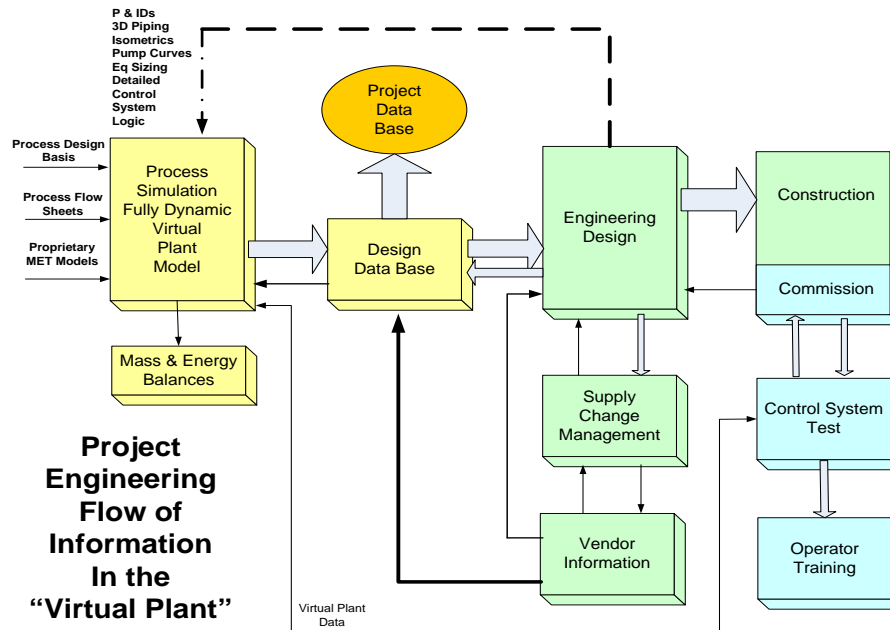 P & IDs
3D Piping
Isometrics
Pump Curves
Eq Sizing
Detailed
Control
System
Logic
Process Design
Basis
Process Flow
Sheets
Proprietary
MET Models
Process
Simulation
Fully Dynamic
Virtual
Plant
Model
Mass & Energy
Balances
Project
Data
Base
Design
Data Base
Engineering
Design
Construction
Commission
Supply
Change
Management
Control System
Test
Vendor
Information
Operator
Training
Project
Engineering
Flow of
Information
In the
“Virtual Plant”
Virtual Plant
Data